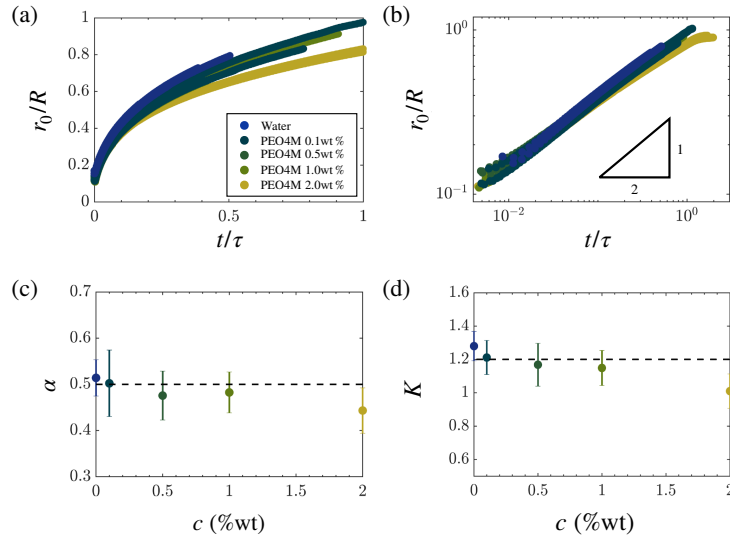 (a)
1
0.8
0.6
0.4
0.2
0
r₀/R
0
0.5
1
t/τ
Water
PEO4M 0.1wt%
PEO4M 0.5wt%
PEO4M 1.0wt%
PEO4M 2.0wt%
(b)
10⁰
10⁻¹
r₀/R
10⁻²
10⁰
t/τ
1
2
(c)
0.7
0.6
0.5
0.4
0.3
α
0
0.5
1
1.5
2
c (%wt)
(d)
1.6
1.4
1.2
1
0.8
0.6
K
0
0.5
1.0
1.5
2
c (%wt)